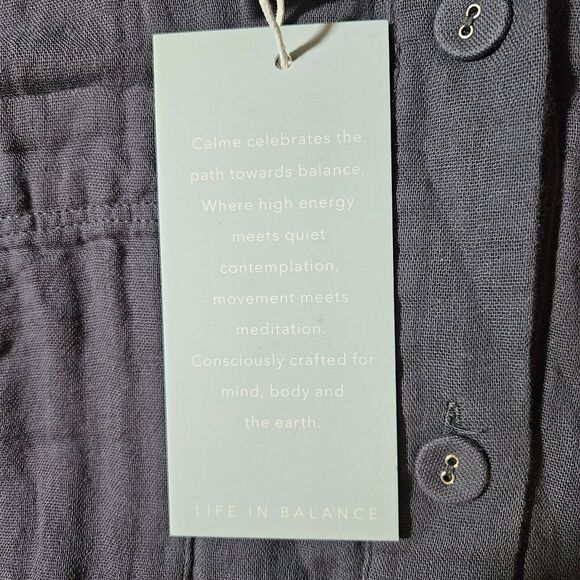 Calme celebrates the
path towards balance,
Where high energy
meets quiet
contemplation,
movement meets
meditation.
Consciously crafted for
mind, body and
the earth.
LIFE IN BALANCE